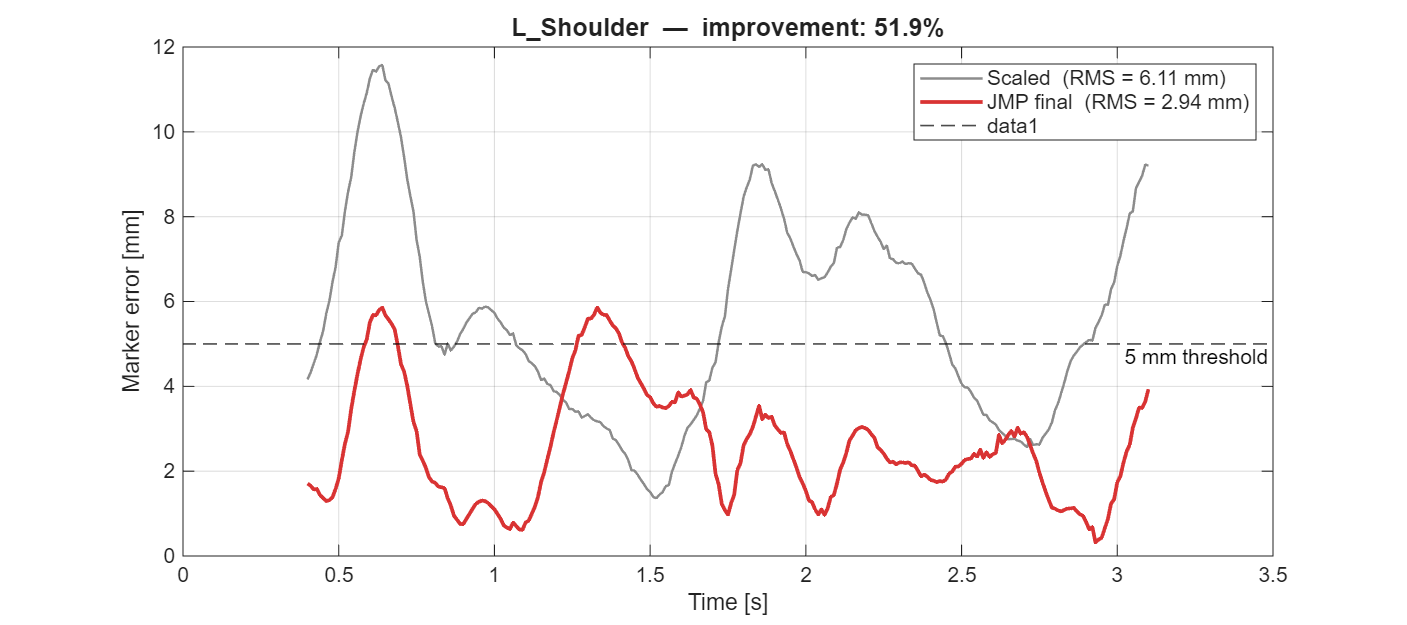 L_Shoulder — improvement: 51.9%
12
10
8
6
4
2
0
Marker error [mm]
Scaled (RMS = 6.11 mm)
JMP final (RMS = 2.94 mm)
data1
5 mm threshold
0 0.5 1 1.5 2 2.5 3 3.5
Time [s]